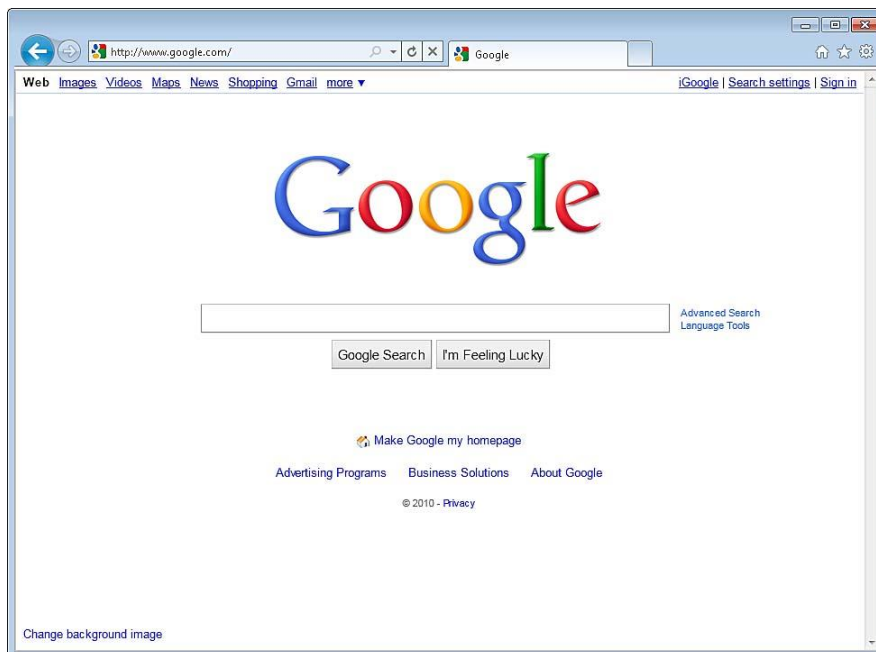 http://www.google.com/
Google
Web Images Videos Maps News Shopping Gmail more ▼
iGoogle | Search settings | Sign in
Google
Advanced Search
Language Tools
Google Search I'm Feeling Lucky
Make Google my homepage
Advertising Programs Business Solutions About Google
© 2010 - Privacy
Change background image